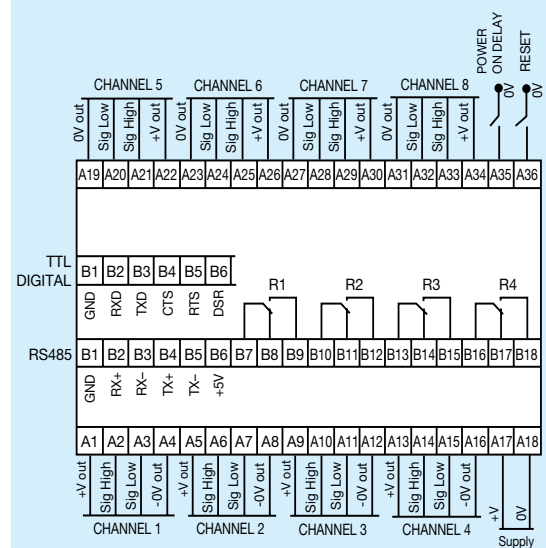 POWER
ON DELAY
RESET
0V
0V
CHANNEL 5 CHANNEL 6 CHANNEL 7 CHANNEL 8
0V out Sig Low Sig High +V out 0V out Sig Low Sig High +V out 0V out Sig Low Sig High +V out 0V out Sig Low Sig High +V out
A19 A20 A21 A22 A23 A24 A25 A26 A27 A28 A29 A30 A31 A32 A33 A34 A35 A36
TTL
DIGITAL
B1 B2 B3 B4 B5 B6
GND RXD TXD CTS RTS DSR
R1 R2 R3 R4
RS485 B1 B2 B3 B4 B5 B6 B7 B8 B9 B10 B11 B12 B13 B14 B15 B16 B17 B18
GND RX+ RX– TX+ TX– +5V
A1 A2 A3 A4 A5 A6 A7 A8 A9 A10 A11 A12 A13 A14 A15 A16 A17 A18
+V out Sig High Sig Low -0V out +V out Sig High Sig Low -0V out +V out Sig High Sig Low -0V out +V out Sig High Sig Low -0V out +V 0V
CHANNEL 1 CHANNEL 2 CHANNEL 3 CHANNEL 4 Supply